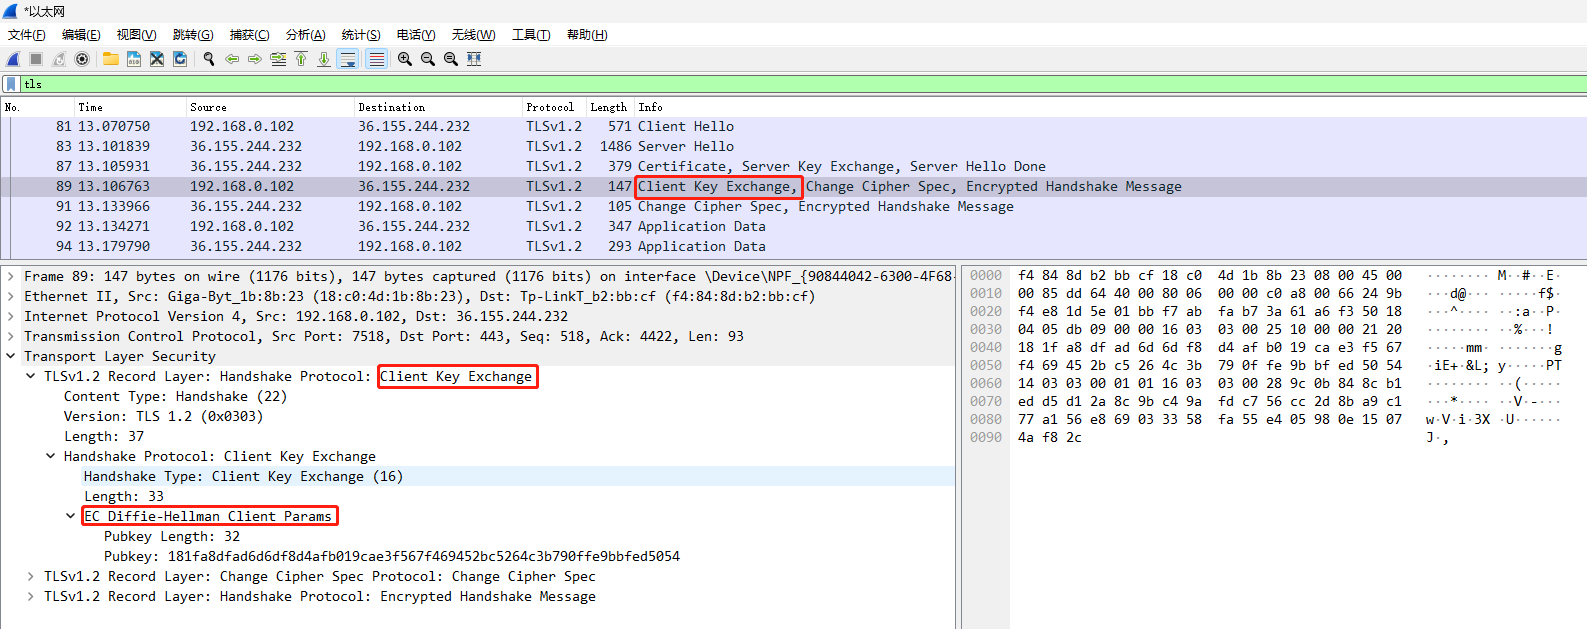 *以太网
文件(F) 编辑(E) 视图(V) 跳转(G) 捕获(C) 分析(A) 统计(S) 电话(Y) 无线(W) 工具(T) 帮助(H)
tls
No. Time Source Destination Protocol Length Info
81 13.070750 192.168.0.102 36.155.244.232 TLSv1.2 571 Client Hello
83 13.101839 36.155.244.232 192.168.0.102 TLSv1.2 1486 Server Hello
87 13.105931 36.155.244.232 192.168.0.102 TLSv1.2 379 Certificate, Server Key Exchange, Server Hello Done
89 13.106763 192.168.0.102 36.155.244.232 TLSv1.2 147 Client Key Exchange, Change Cipher Spec, Encrypted Handshake Message
91 13.133966 36.155.244.232 192.168.0.102 TLSv1.2 105 Change Cipher Spec, Encrypted Handshake Message
92 13.134271 192.168.0.102 36.155.244.232 TLSv1.2 347 Application Data
94 13.179790 36.155.244.232 192.168.0.102 TLSv1.2 293 Application Data
Frame 89: 147 bytes on wire (1176 bits), 147 bytes captured (1176 bits) on interface \Device\NPF_{90844042-6300-4F68-
Ethernet II, Src: Giga-Byt_1b:8b:23 (18:c0:4d:1b:8b:23), Dst: Tp-LinkT_b2:bb:cf (f4:84:8d:b2:bb:cf)
Internet Protocol Version 4, Src: 192.168.0.102, Dst: 36.155.244.232
Transmission Control Protocol, Src Port: 7518, Dst Port: 443, Seq: 518, Ack: 4422, Len: 93
Transport Layer Security
TLSv1.2 Record Layer: Handshake Protocol: Client Key Exchange
Content Type: Handshake (22)
Version: TLS 1.2 (0x0303)
Length: 37
Handshake Protocol: Client Key Exchange
Handshake Type: Client Key Exchange (16)
Length: 33
EC Diffie-Hellman Client Params
Pubkey Length: 32
Pubkey: 181fa8dfad6d6df8d4afb019cae3f567f469452bc5264c3b790ffe9bbfed5054
TLSv1.2 Record Layer: Change Cipher Spec Protocol: Change Cipher Spec
TLSv1.2 Record Layer: Handshake Protocol: Encrypted Handshake Message
0000 f4 84 8d b2 bb cf 18 c0 4d 1b 8b 23 08 00 45 00 ········ M··#··E·
0010 00 85 dd 64 40 00 80 06 00 00 c0 a8 00 66 24 9b ···d@··· ·····f$·
0020 f4 e8 1d 5e 01 bb f7 ab fa b7 3a 61 a6 f3 50 18 ···^···· ··:a··P·
0030 04 05 db 09 00 00 16 03 03 00 25 10 00 00 21 20 ········ ··%···!
0040 18 1f a8 df ad 6d 6d f8 d4 af b0 19 ca e3 f5 67 ·····mm· ·······g
0050 f4 69 45 2b c5 26 4c 3b 79 0f fe 9b bf ed 50 54 ·iE+·&L; y·····PT
0060 14 03 03 00 01 01 16 03 03 00 28 9c 0b 84 8c b1 ········ ··(·····
0070 ed d5 d1 2a 8c 9b c4 9a fd c7 56 cc 2d 8b a9 c1 ···*···· ··V·-···
0080 77 a1 56 e8 69 03 33 58 fa 55 e4 05 98 0e 15 07 w·V·i·3X ·U······
0090 4a f8 2c J·,